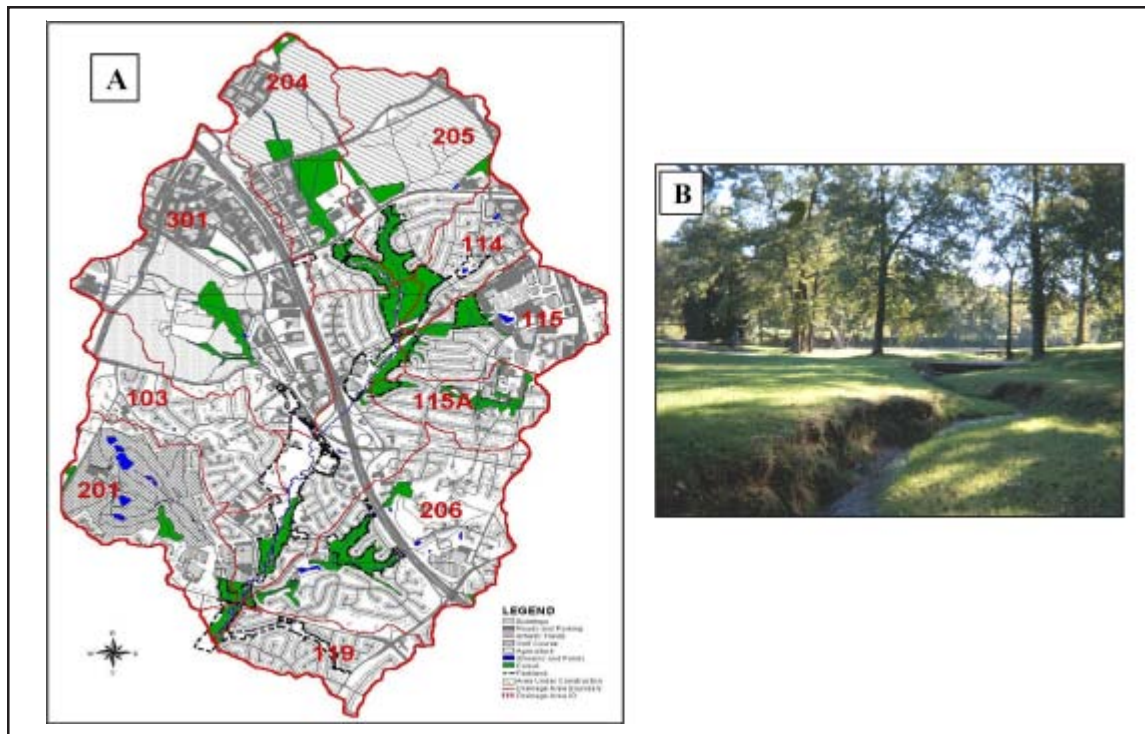 A
204
205
301
114
115
103
115A
201
206
119
LEGEND
Buildings
Roads and Parking
Athletic Fields
Golf Course
Agriculture
Streams and Ponds
Forest
Parkland
Area Under Construction
Drainage Area Boundary
Drainage Area ID
B